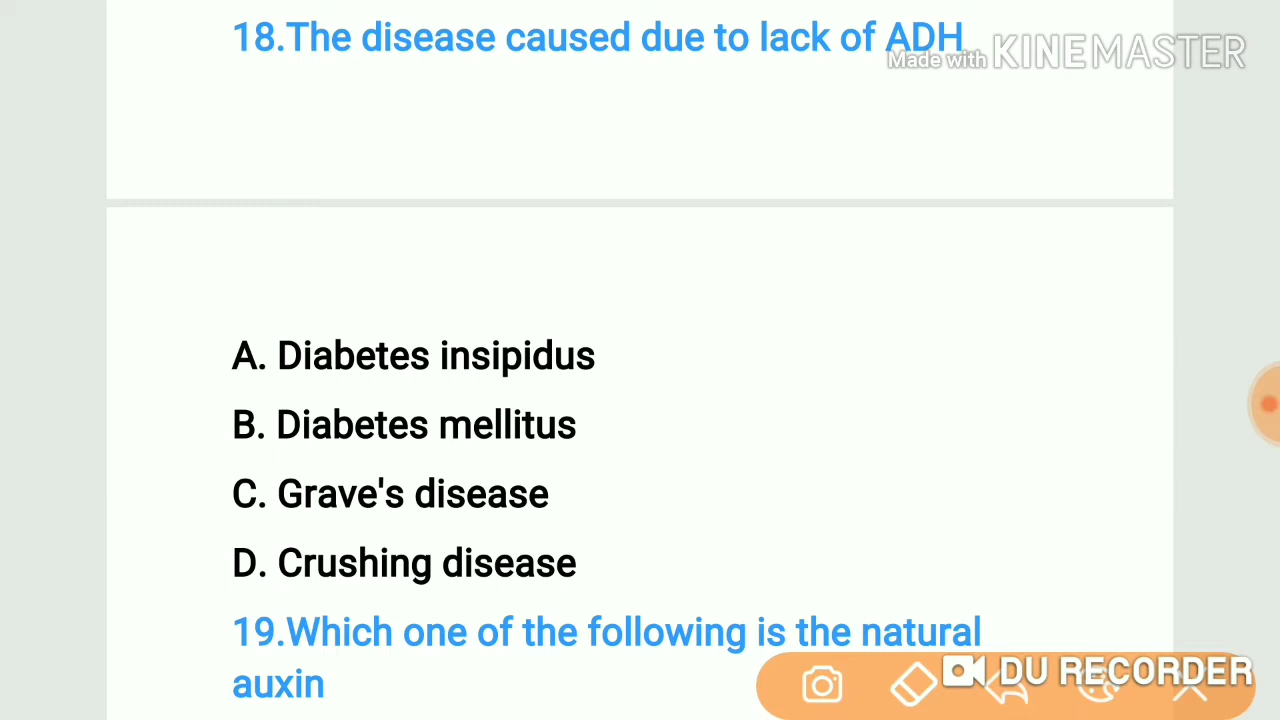 18.The disease caused due to lack of ADH
Made with KINEMASTER
A. Diabetes insipidus
B. Diabetes mellitus
C. Grave's disease
D. Crushing disease
19.Which one of the following is the natural
auxin
DU RECORDER